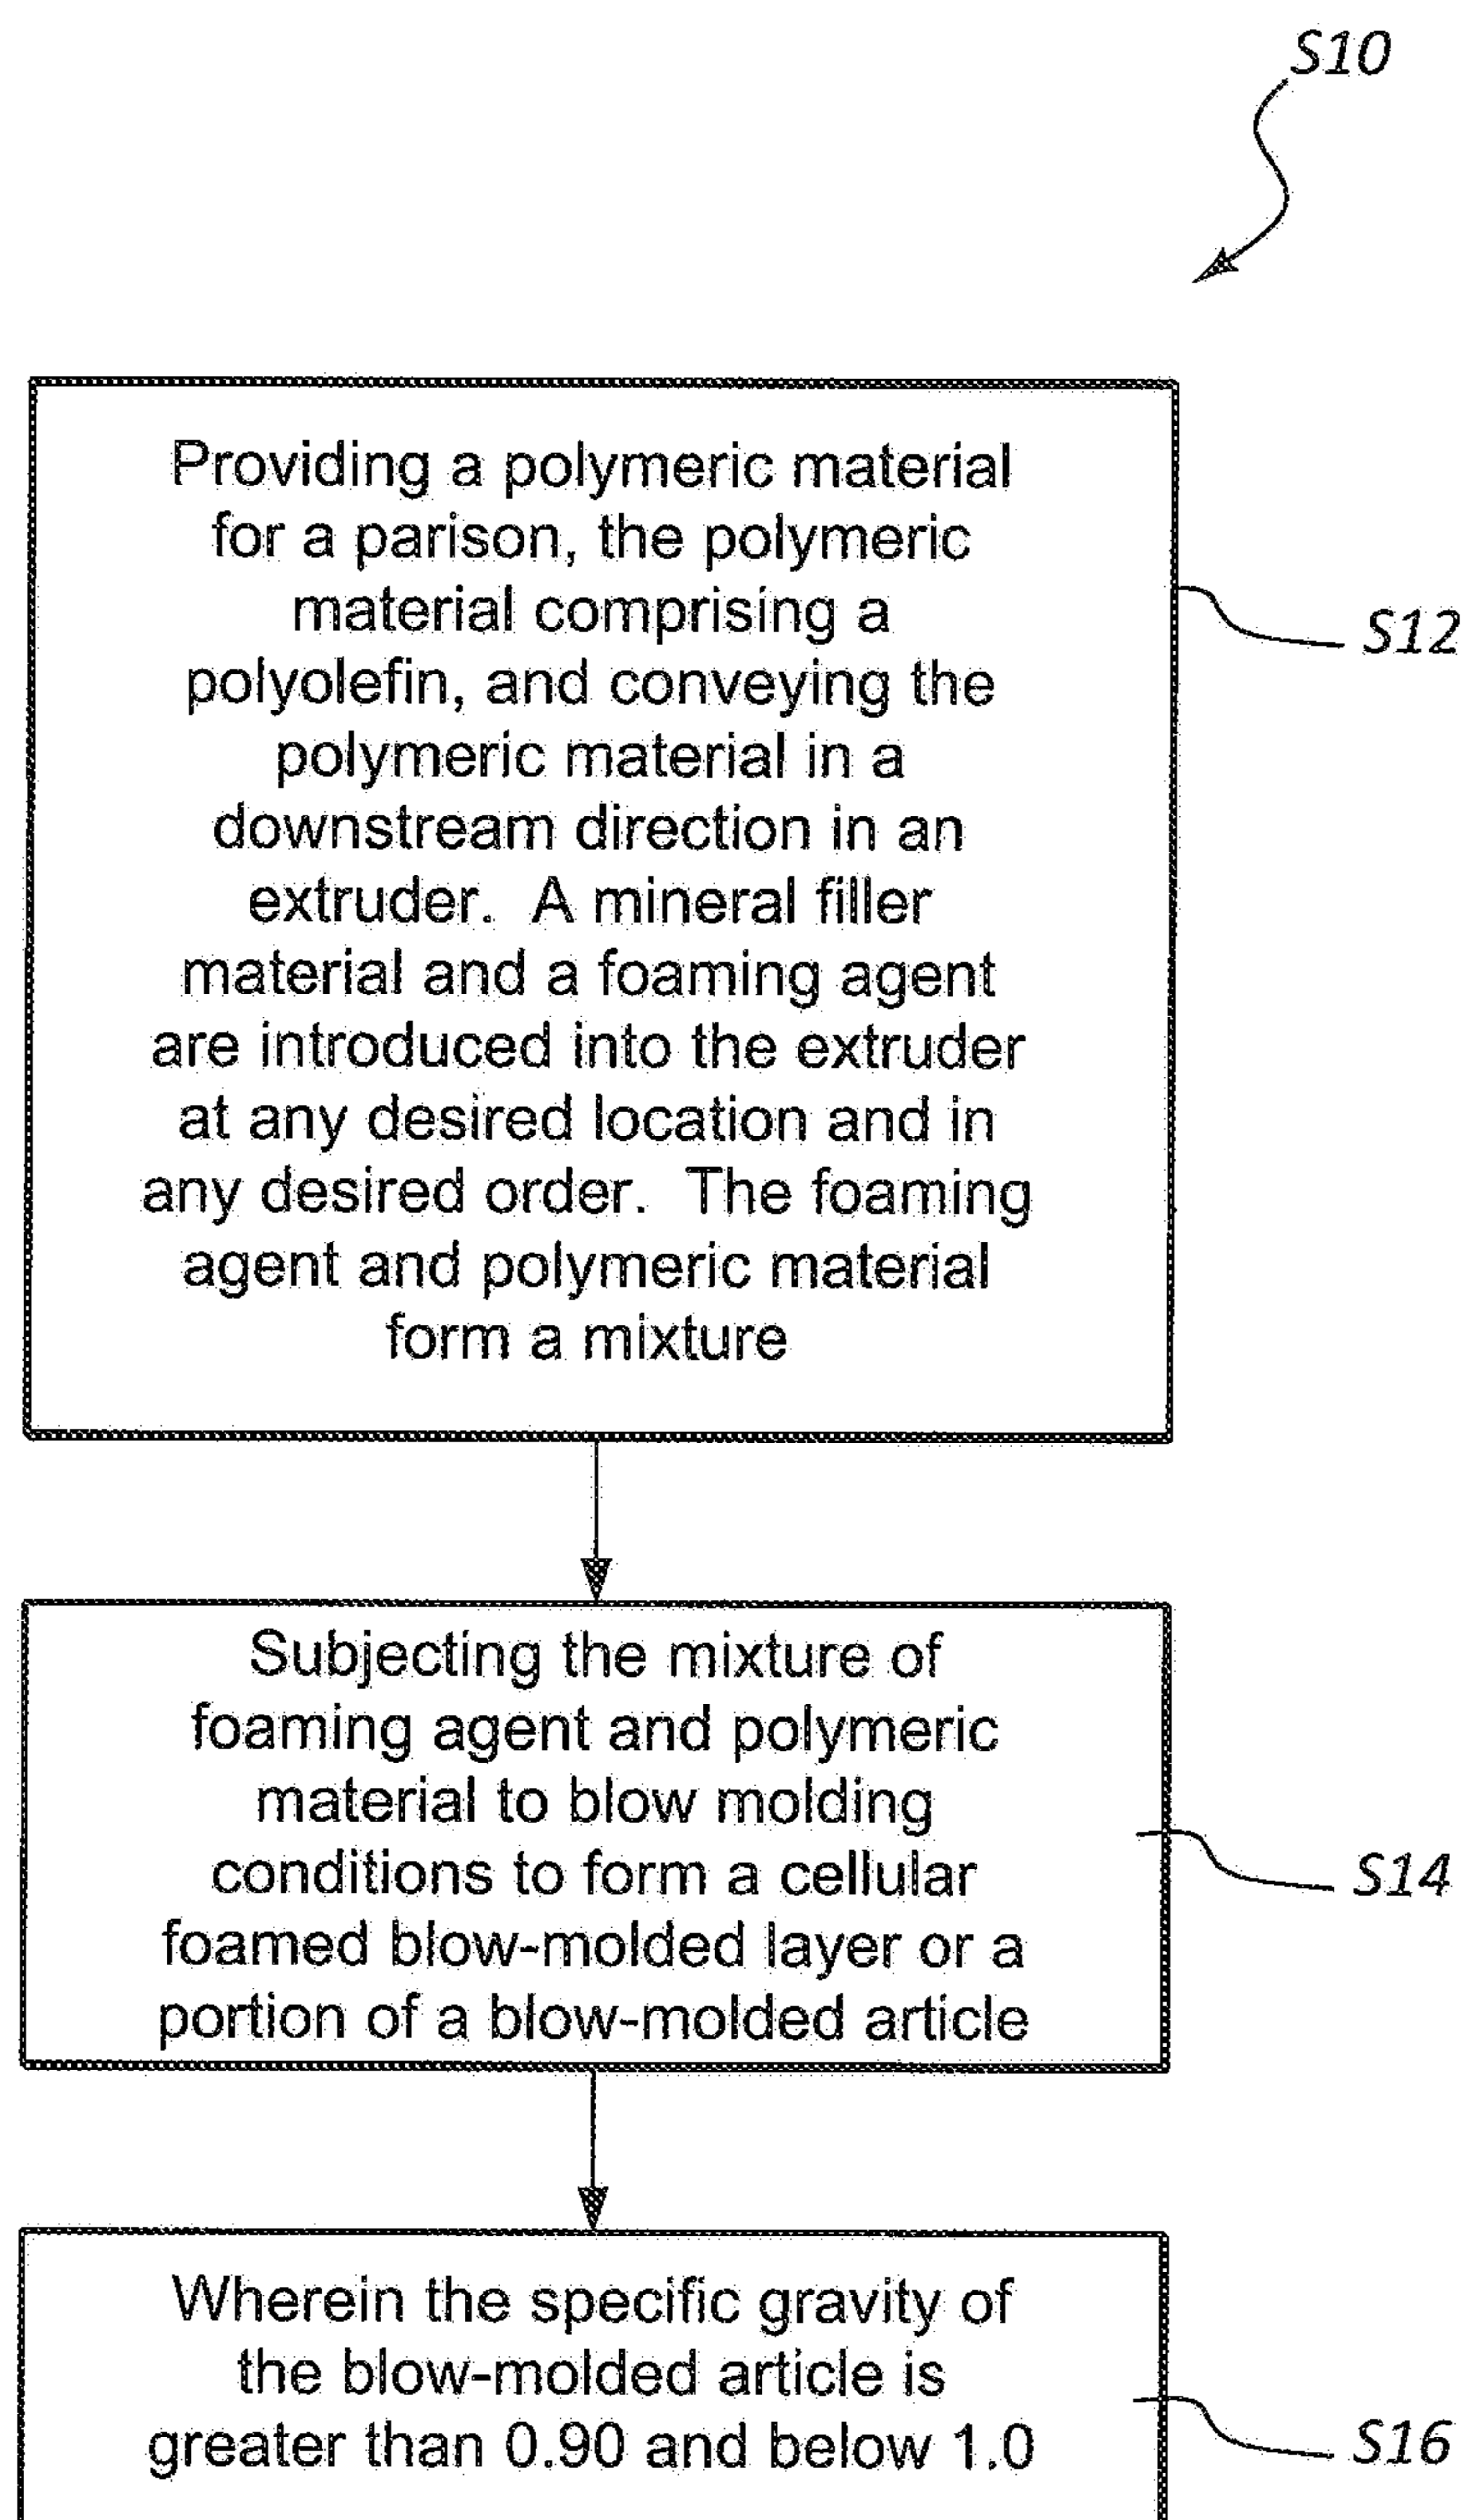 S10
Providing a polymeric material
for a parison, the polymeric
material comprising a
polyolefin, and conveying the
polymeric material in a
downstream direction in an
extruder.  A mineral filler
material and a foaming agent
are introduced into the extruder
at any desired location and in
any desired order.  The foaming
agent and polymeric material
form a mixture
S12
Subjecting the mixture of
foaming agent and polymeric
material to blow molding
conditions to form a cellular
foamed blow-molded layer or a
portion of a blow-molded article
S14
Wherein the specific gravity of
the blow-molded article is
greater than 0.90 and below 1.0
S16